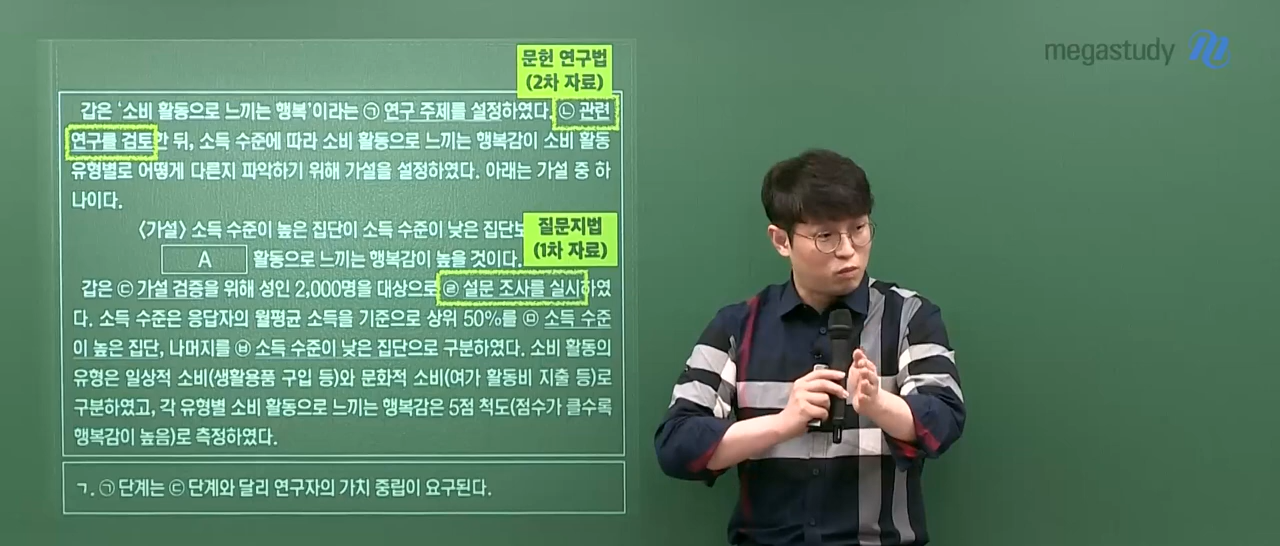 megastudy
문헌 연구법
(2차 자료)
갑은 ‘소비 활동으로 느끼는 행복’이라는 ㉠ 연구 주제를 설정하였다. ㉡ 관련
연구를 검토한 뒤, 소득 수준에 따라 소비 활동으로 느끼는 행복감이 소비 활동
유형별로 어떻게 다른지 파악하기 위해 가설을 설정하였다. 아래는 가설 중 하
나이다.
〈가설〉 소득 수준이 높은 집단이 소득 수준이 낮은 집단보
질문지법
(1차 자료)
A 활동으로 느끼는 행복감이 높을 것이다.
갑은 ㉢ 가설 검증을 위해 성인 2,000명을 대상으로 ㉣ 설문 조사를 실시하였
다. 소득 수준은 응답자의 월평균 소득을 기준으로 상위 50%를 ㉤ 소득 수준
이 높은 집단, 나머지를 ㉥ 소득 수준이 낮은 집단으로 구분하였다. 소비 활동의
유형은 일상적 소비(생활용품 구입 등)와 문화적 소비(여가 활동비 지출 등)로
구분하였고, 각 유형별 소비 활동으로 느끼는 행복감은 5점 척도(점수가 클수록
행복감이 높음)로 측정하였다.
ㄱ. ㉠ 단계는 ㉢ 단계와 달리 연구자의 가치 중립이 요구된다.